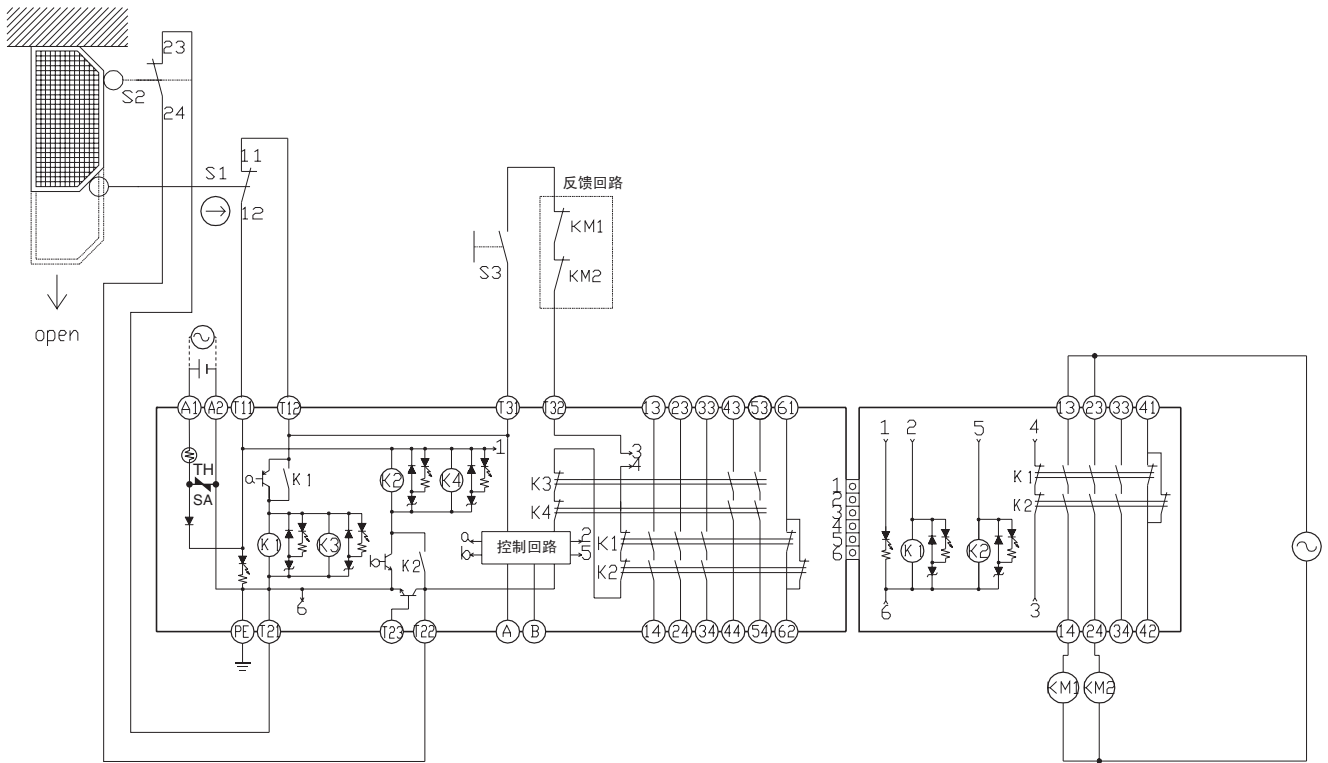 23
S2
24
11
S1
12
反馈回路
KM1
S3
KM2
open
A1 A2 T11 T12 T31 T32 13 23 33 43 53 61
13 23 33 41
1
1 2 5 4
TH
a K1
K2 K4
3
4
K3
K1
SA
K4
K2
1
2
3
4
5
6
K1 K3
b K2
a
b
控制回路
2
5
K1
K2
K1 K2
6
6
3
PE T21 T23 T22 A B 14 24 34 44 54 62
14 24 34 42
KM1 KM2